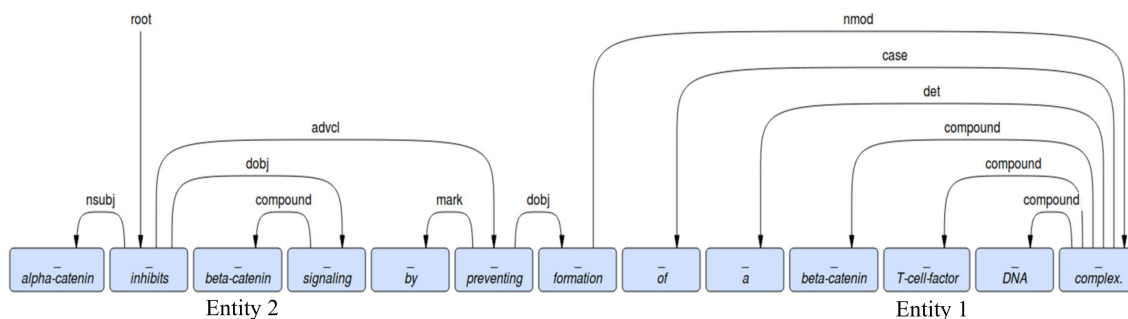 root
nmod
case
det
advcl
compound
dobj
compound
nsubj
compound
mark
dobj
compound
_ _ _ _ _ _ _ _ _ _ _ _ _
alpha-catenin inhibits beta-catenin signaling by preventing formation of a beta-catenin T-cell-factor DNA complex.
Entity 2 Entity 1